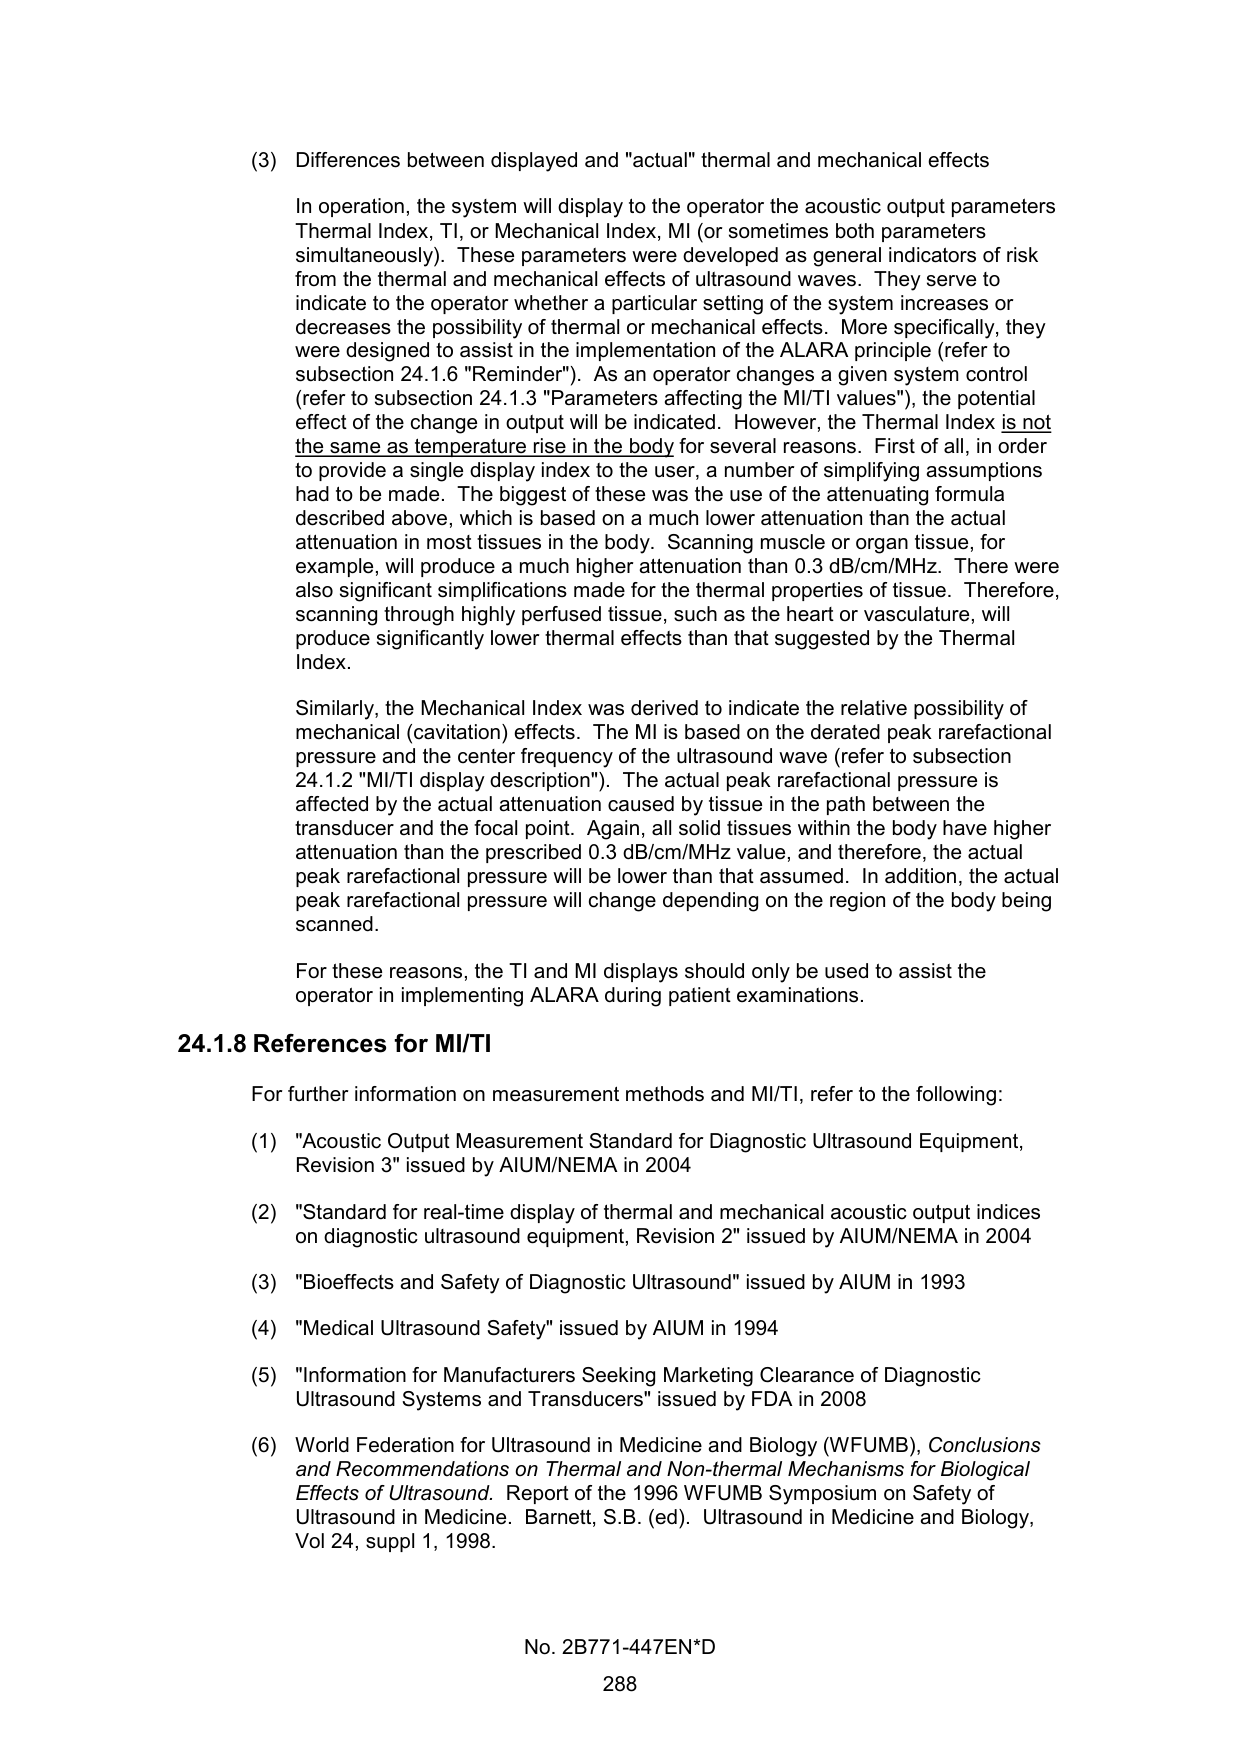 (3) Differences between displayed and "actual" thermal and mechanical effects
In operation, the system will display to the operator the acoustic output parameters
Thermal Index, TI, or Mechanical Index, MI (or sometimes both parameters
simultaneously).  These parameters were developed as general indicators of risk
from the thermal and mechanical effects of ultrasound waves.  They serve to
indicate to the operator whether a particular setting of the system increases or
decreases the possibility of thermal or mechanical effects.  More specifically, they
were designed to assist in the implementation of the ALARA principle (refer to
subsection 24.1.6 "Reminder").  As an operator changes a given system control
(refer to subsection 24.1.3 "Parameters affecting the MI/TI values"), the potential
effect of the change in output will be indicated.  However, the Thermal Index is not
the same as temperature rise in the body for several reasons.  First of all, in order
to provide a single display index to the user, a number of simplifying assumptions
had to be made.  The biggest of these was the use of the attenuating formula
described above, which is based on a much lower attenuation than the actual
attenuation in most tissues in the body.  Scanning muscle or organ tissue, for
example, will produce a much higher attenuation than 0.3 dB/cm/MHz.  There were
also significant simplifications made for the thermal properties of tissue.  Therefore,
scanning through highly perfused tissue, such as the heart or vasculature, will
produce significantly lower thermal effects than that suggested by the Thermal
Index.
Similarly, the Mechanical Index was derived to indicate the relative possibility of
mechanical (cavitation) effects.  The MI is based on the derated peak rarefactional
pressure and the center frequency of the ultrasound wave (refer to subsection
24.1.2 "MI/TI display description").  The actual peak rarefactional pressure is
affected by the actual attenuation caused by tissue in the path between the
transducer and the focal point.  Again, all solid tissues within the body have higher
attenuation than the prescribed 0.3 dB/cm/MHz value, and therefore, the actual
peak rarefactional pressure will be lower than that assumed.  In addition, the actual
peak rarefactional pressure will change depending on the region of the body being
scanned.
For these reasons, the TI and MI displays should only be used to assist the
operator in implementing ALARA during patient examinations.
24.1.8 References for MI/TI
For further information on measurement methods and MI/TI, refer to the following:
(1) "Acoustic Output Measurement Standard for Diagnostic Ultrasound Equipment,
Revision 3" issued by AIUM/NEMA in 2004
(2) "Standard for real-time display of thermal and mechanical acoustic output indices
on diagnostic ultrasound equipment, Revision 2" issued by AIUM/NEMA in 2004
(3) "Bioeffects and Safety of Diagnostic Ultrasound" issued by AIUM in 1993
(4) "Medical Ultrasound Safety" issued by AIUM in 1994
(5) "Information for Manufacturers Seeking Marketing Clearance of Diagnostic
Ultrasound Systems and Transducers" issued by FDA in 2008
(6) World Federation for Ultrasound in Medicine and Biology (WFUMB), Conclusions
and Recommendations on Thermal and Non-thermal Mechanisms for Biological
Effects of Ultrasound.  Report of the 1996 WFUMB Symposium on Safety of
Ultrasound in Medicine.  Barnett, S.B. (ed).  Ultrasound in Medicine and Biology,
Vol 24, suppl 1, 1998.
No. 2B771-447EN*D
288